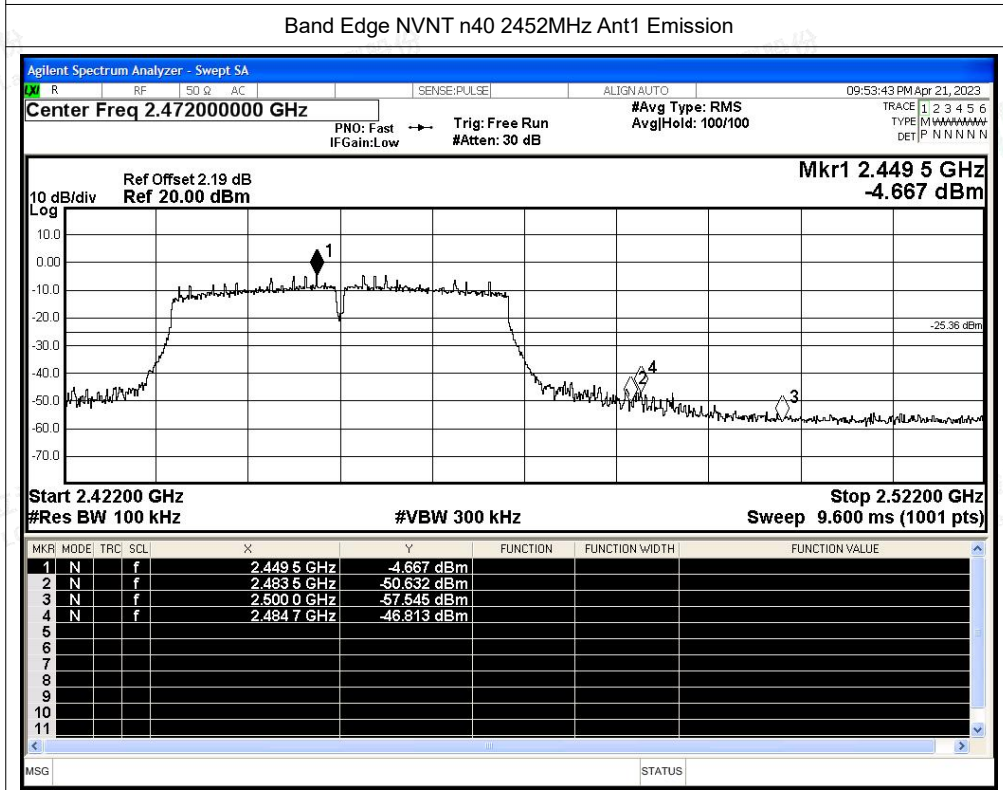 Band Edge NVNT n40 2452MHz Ant1 Emission
Agilent Spectrum Analyzer - Swept SA
LXI R RF 50 Ω AC SENSE:PULSE ALIGN AUTO 09:53:43 PM Apr 21, 2023
Center Freq 2.472000000 GHz #Avg Type: RMS TRACE 1 2 3 4 5 6
PNO: Fast Trig: Free Run Avg|Hold: 100/100 TYPE M WWWWW
IFGain:Low #Atten: 30 dB DET P N N N N N
Mkr1 2.449 5 GHz
Ref Offset 2.19 dB
10 dB/div Ref 20.00 dBm -4.667 dBm
Log
10.0
1
0.00
-10.0
-20.0
-25.36 dBm
-30.0
-40.0
4
2
3
-50.0
-60.0
-70.0
Start 2.42200 GHz Stop 2.52200 GHz
#Res BW 100 kHz #VBW 300 kHz Sweep 9.600 ms (1001 pts)
MKR MODE TRC SCL X Y FUNCTION FUNCTION WIDTH FUNCTION VALUE
1 N f 2.449 5 GHz -4.667 dBm
2 N f 2.483 5 GHz -50.632 dBm
3 N f 2.500 0 GHz -57.545 dBm
4 N f 2.484 7 GHz -46.813 dBm
5
6
7
8
9
10
11
MSG STATUS